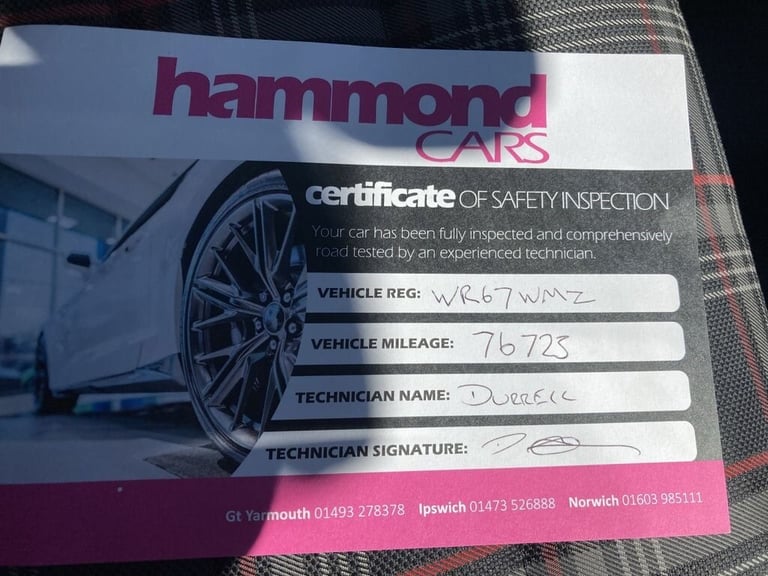 hammond
CARS
certificate OF SAFETY INSPECTION
Your car has been fully inspected and comprehensively
road tested by an experienced technician.
VEHICLE REG: WR67WMZ
VEHICLE MILEAGE: 76723
TECHNICIAN NAME: DURRELL
TECHNICIAN SIGNATURE:
Gt Yarmouth 01493 278378 Ipswich 01473 526888 Norwich 01603 985111